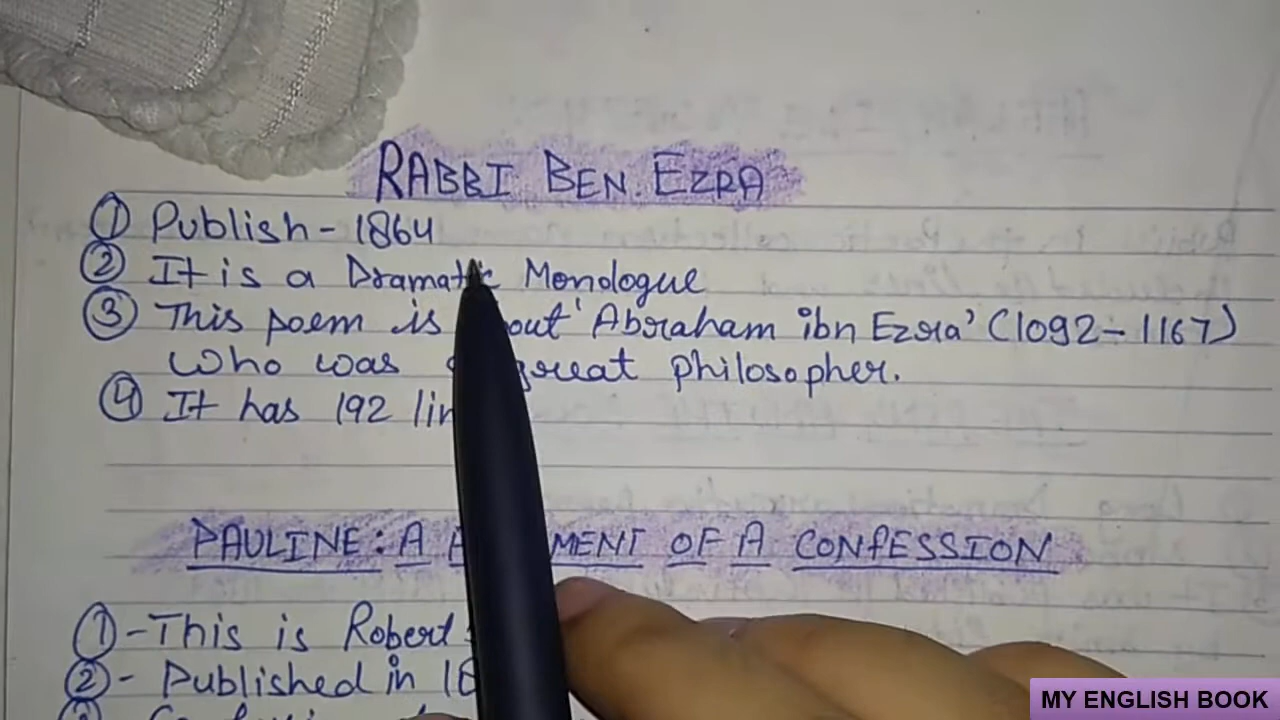 RABBI BEN EZRA
① Publish - 1864
② It is a Dramatic Monologue
③ This poem is about 'Abraham ibn Ezra' (1092 - 1167)
who was great philosopher.
④ It has 192
PAULINE: A OF A CONFESSION
① - This is Robert
② - Published in
MY ENGLISH BOOK